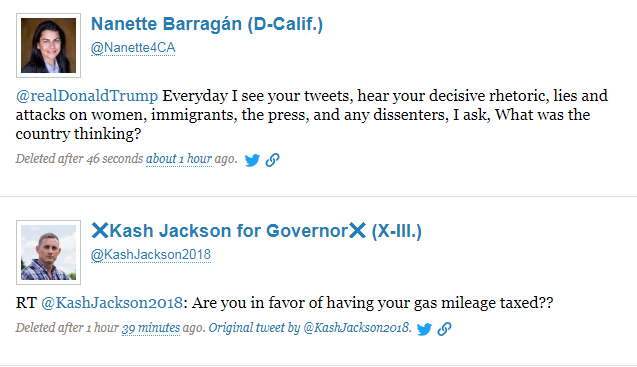 Nanette Barragán (D-Calif.)
@Nanette4CA
@realDonaldTrump Everyday I see your tweets, hear your decisive rhetoric, lies and
attacks on women, immigrants, the press, and any dissenters, I ask, What was the
country thinking?
Deleted after 46 seconds about 1 hour ago.
❌Kash Jackson for Governor❌ (X-Ill.)
@KashJackson2018
RT @KashJackson2018: Are you in favor of having your gas mileage taxed??
Deleted after 1 hour 39 minutes ago. Original tweet by @KashJackson2018.